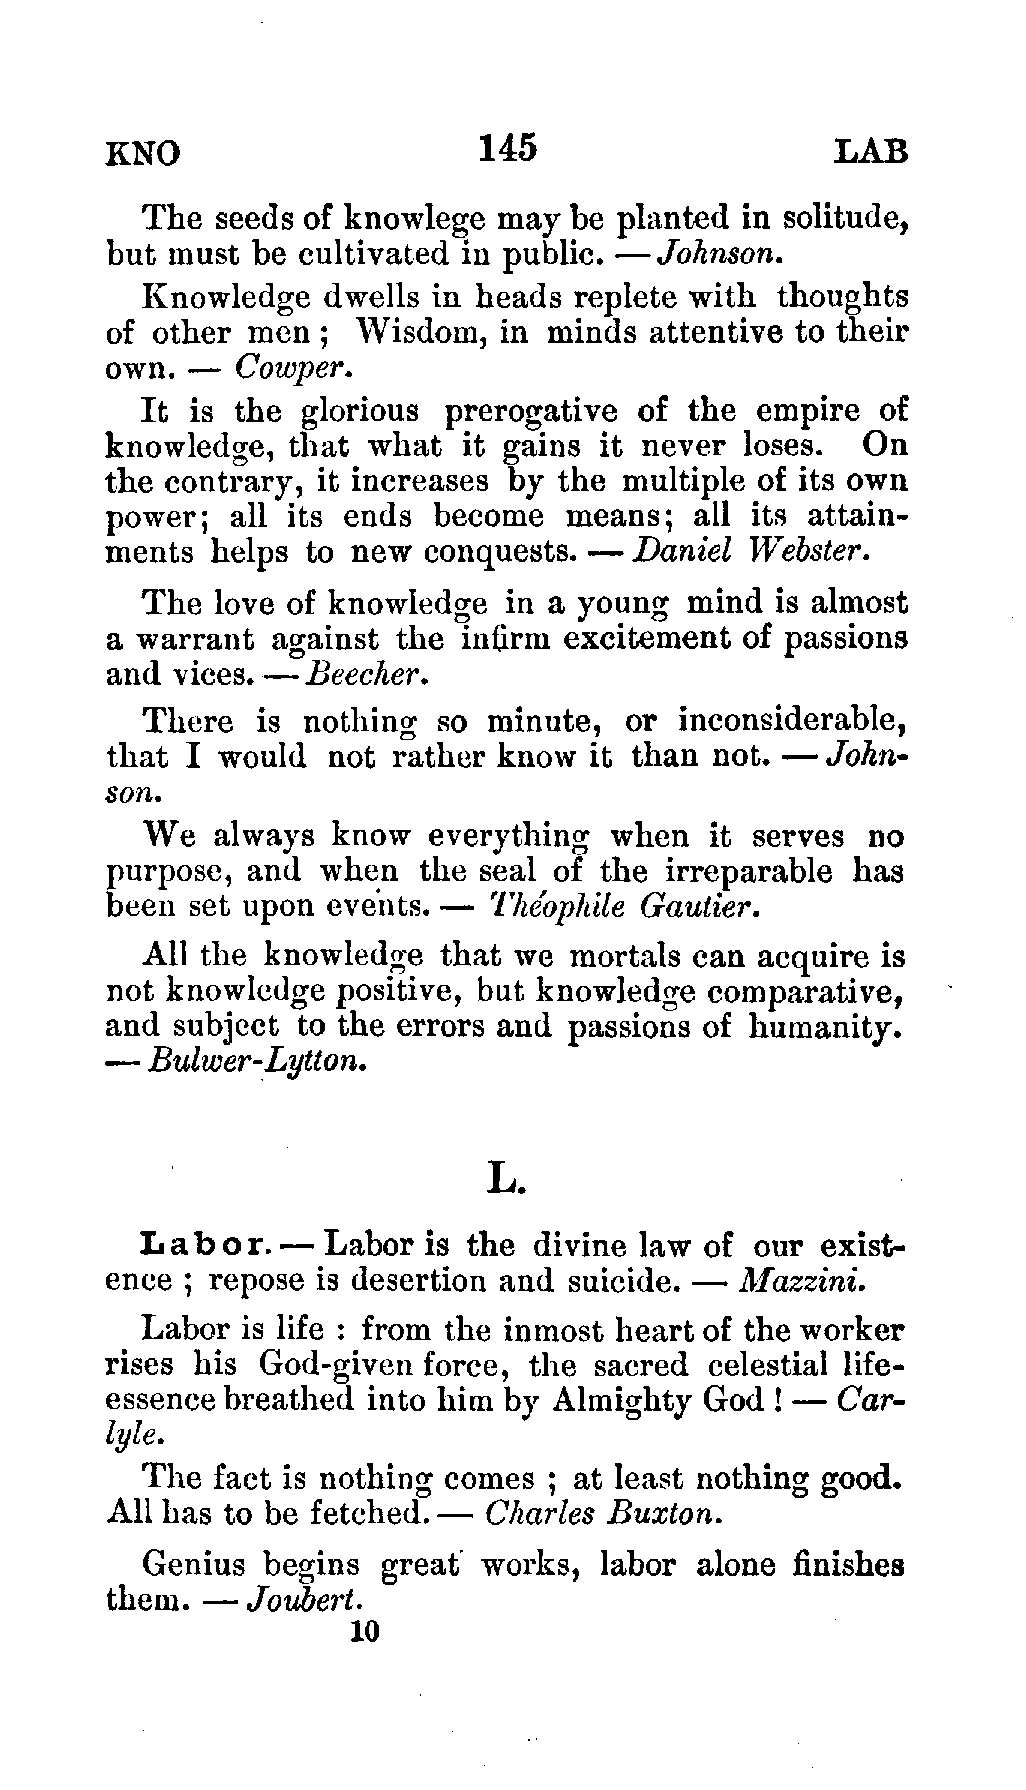 KNO 145 LAB
The seeds of knowlege may be planted in solitude,
but must be cultivated in public. — Johnson.
Knowledge dwells in heads replete with thoughts
of other men ; Wisdom, in minds attentive to their
own. — Cowper.
It is the glorious prerogative of the empire of
knowledge, that what it gains it never loses. On
the contrary, it increases by the multiple of its own
power; all its ends become means; all its attain-
ments helps to new conquests. — Daniel Webster.
The love of knowledge in a young mind is almost
a warrant against the infirm excitement of passions
and vices. — Beecher.
There is nothing so minute, or inconsiderable,
that I would not rather know it than not. — John-
son.
We always know everything when it serves no
purpose, and when the seal of the irreparable has
been set upon events. — Théophile Gautier.
All the knowledge that we mortals can acquire is
not knowledge positive, but knowledge comparative,
and subject to the errors and passions of humanity.
— Bulwer-Lytton.
L.
Labor. — Labor is the divine law of our exist-
ence ; repose is desertion and suicide. — Mazzini.
Labor is life : from the inmost heart of the worker
rises his God-given force, the sacred celestial life-
essence breathed into him by Almighty God ! — Car-
lyle.
The fact is nothing comes ; at least nothing good.
All has to be fetched. — Charles Buxton.
Genius begins great works, labor alone finishes
them. — Joubert.
10